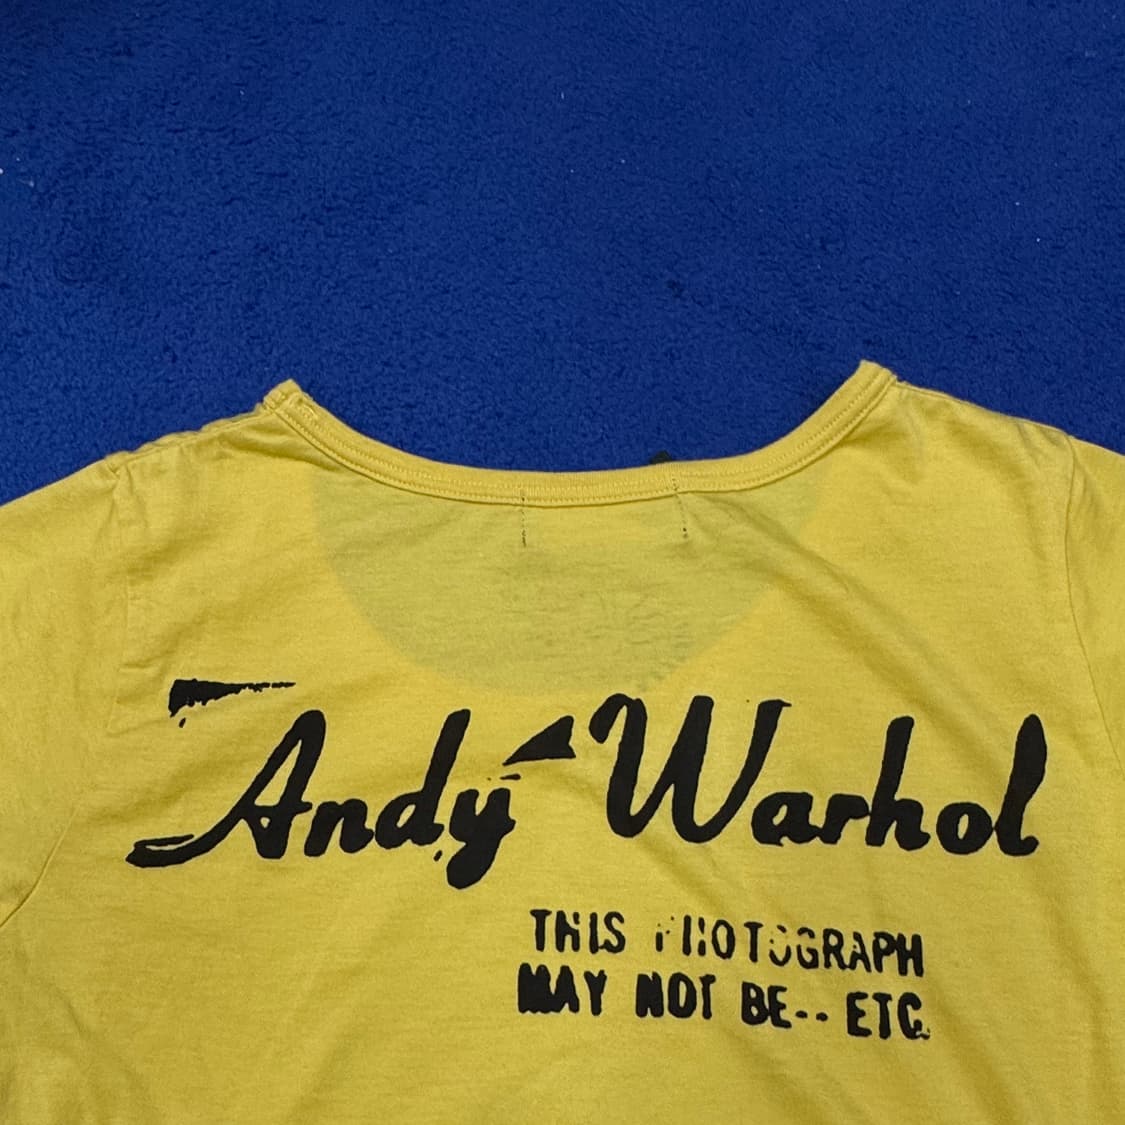 Andy Warhol
THIS PHOTOGRAPH
MAY NOT BE-- ETC.